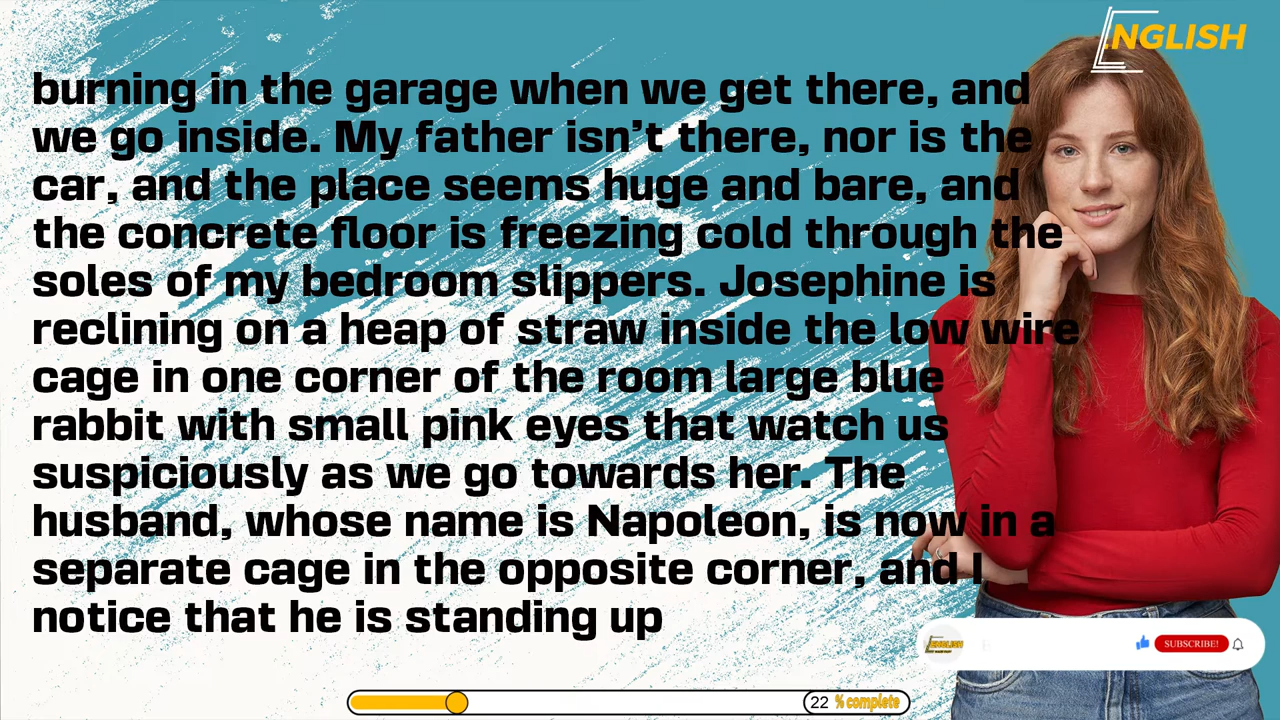 ENGLISH
burning in the garage when we get there, and
we go inside. My father isn’t there, nor is the
car, and the place seems huge and bare, and
the concrete floor is freezing cold through the
soles of my bedroom slippers. Josephine is
reclining on a heap of straw inside the low wire
cage in one corner of the room large blue
rabbit with small pink eyes that watch us
suspiciously as we go towards her. The
husband, whose name is Napoleon, is now in a
separate cage in the opposite corner, and I
notice that he is standing up
ENGLISH
SUBSCRIBE!
22 % complete